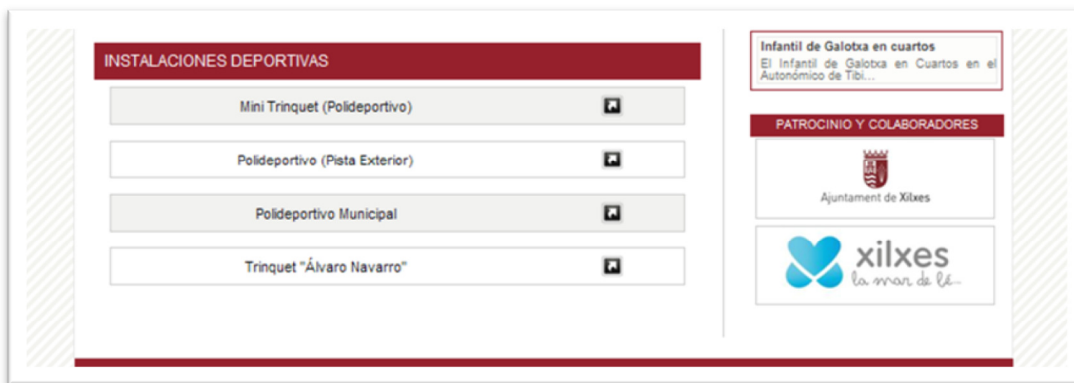 INSTALACIONES DEPORTIVAS
Mini Trinquet (Polideportivo)
Polideportivo (Pista Exterior)
Polideportivo Municipal
Trinquet "Álvaro Navarro"
Infantil de Galotxa en cuartos
El Infantil de Galotxa en Cuartos en el
Autonómico de Tibi...
PATROCINIO Y COLABORADORES
Ajuntament de Xilxes
xilxes
la mar de lé